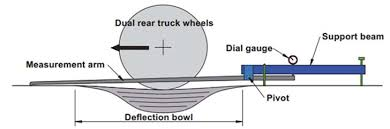 Dual rear truck wheels
Support beam
Dial gauge
Measurement arm
Pivot
Deflection bowl